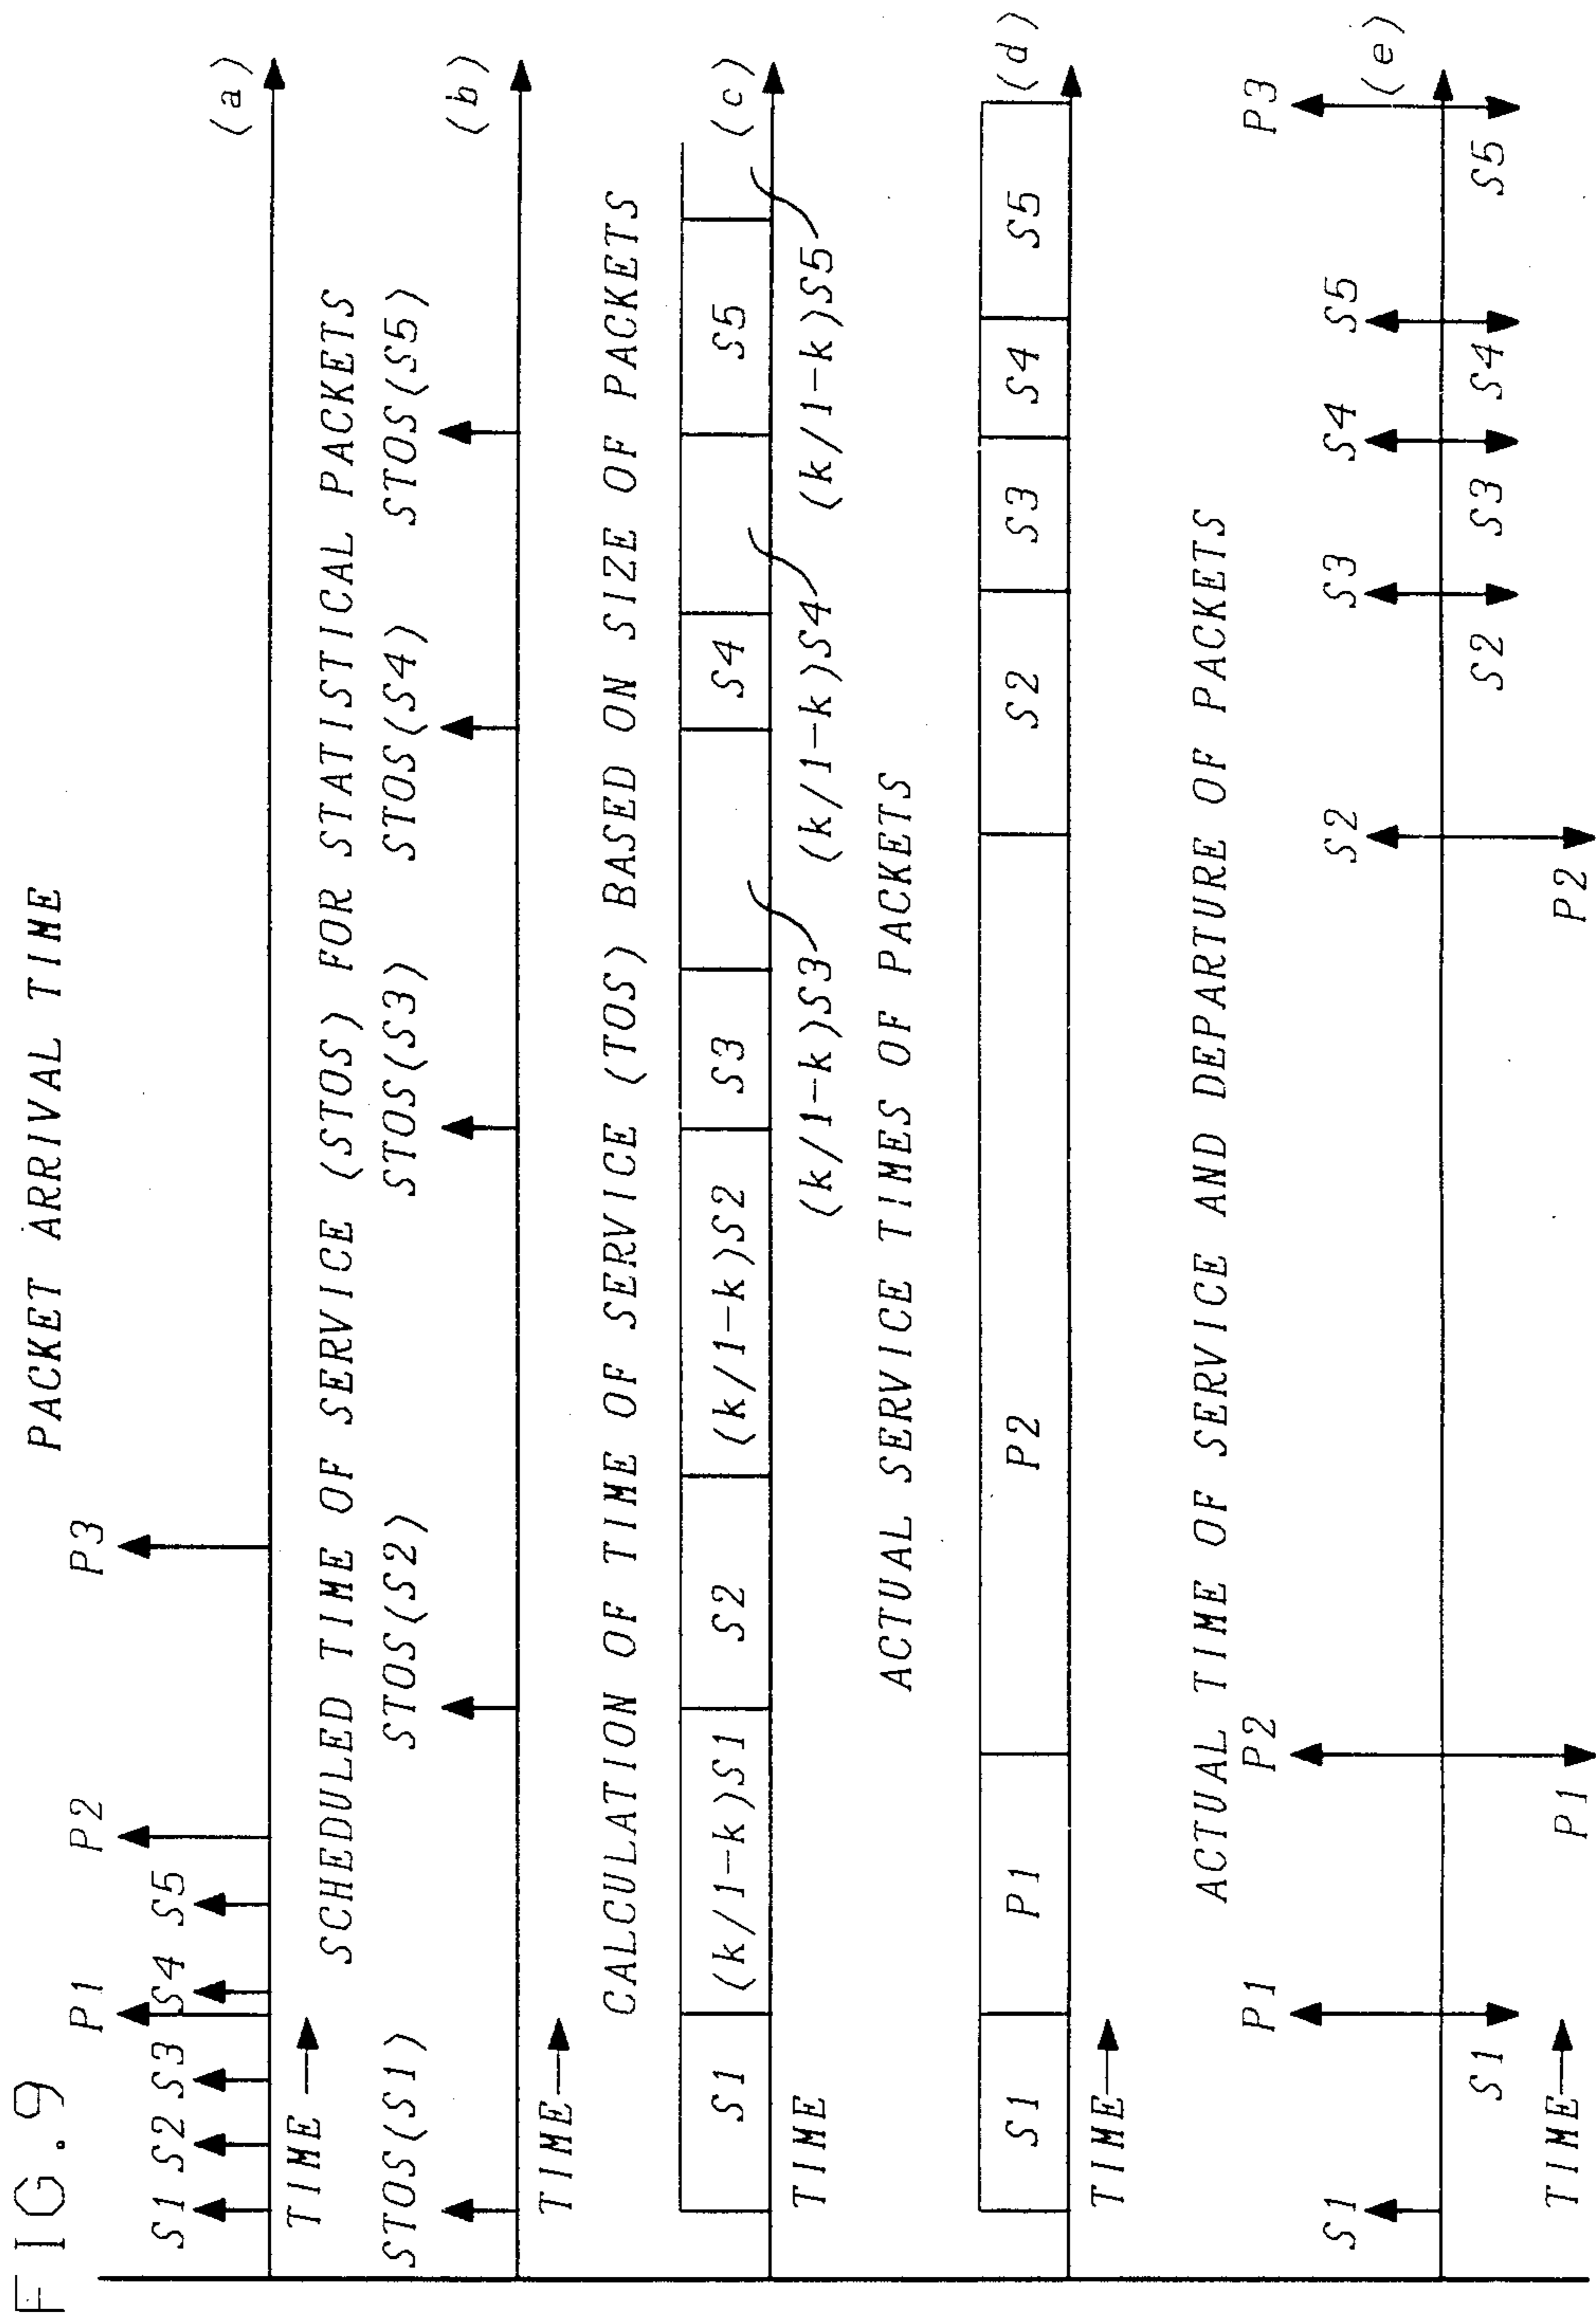 FIG.9
PACKET ARRIVAL TIME
P1 P2 P3
S1 S2 S3 S4 S5
(a)
TIME
SCHEDULED TIME OF SERVICE (STOS) FOR STATISTICAL PACKETS
STOS(S1) STOS(S2) STOS(S3) STOS(S4) STOS(S5)
(b)
TIME
CALCULATION OF TIME OF SERVICE (TOS) BASED ON SIZE OF PACKETS
S1 (k/1-k)S1 S2 (k/1-k)S2 S3 S4 S5
(c)
TIME
(k/1-k)S3 (k/1-k)S4 (k/1-k)S5
ACTUAL SERVICE TIMES OF PACKETS
(d)
S1 P1 P2 S2 S3 S4 S5
TIME
ACTUAL TIME OF SERVICE AND DEPARTURE OF PACKETS
P1 P2 P3
S1 S2 S3 S4 S5
(e)
S1 S2 S3 S4 S5
TIME
P1 P2